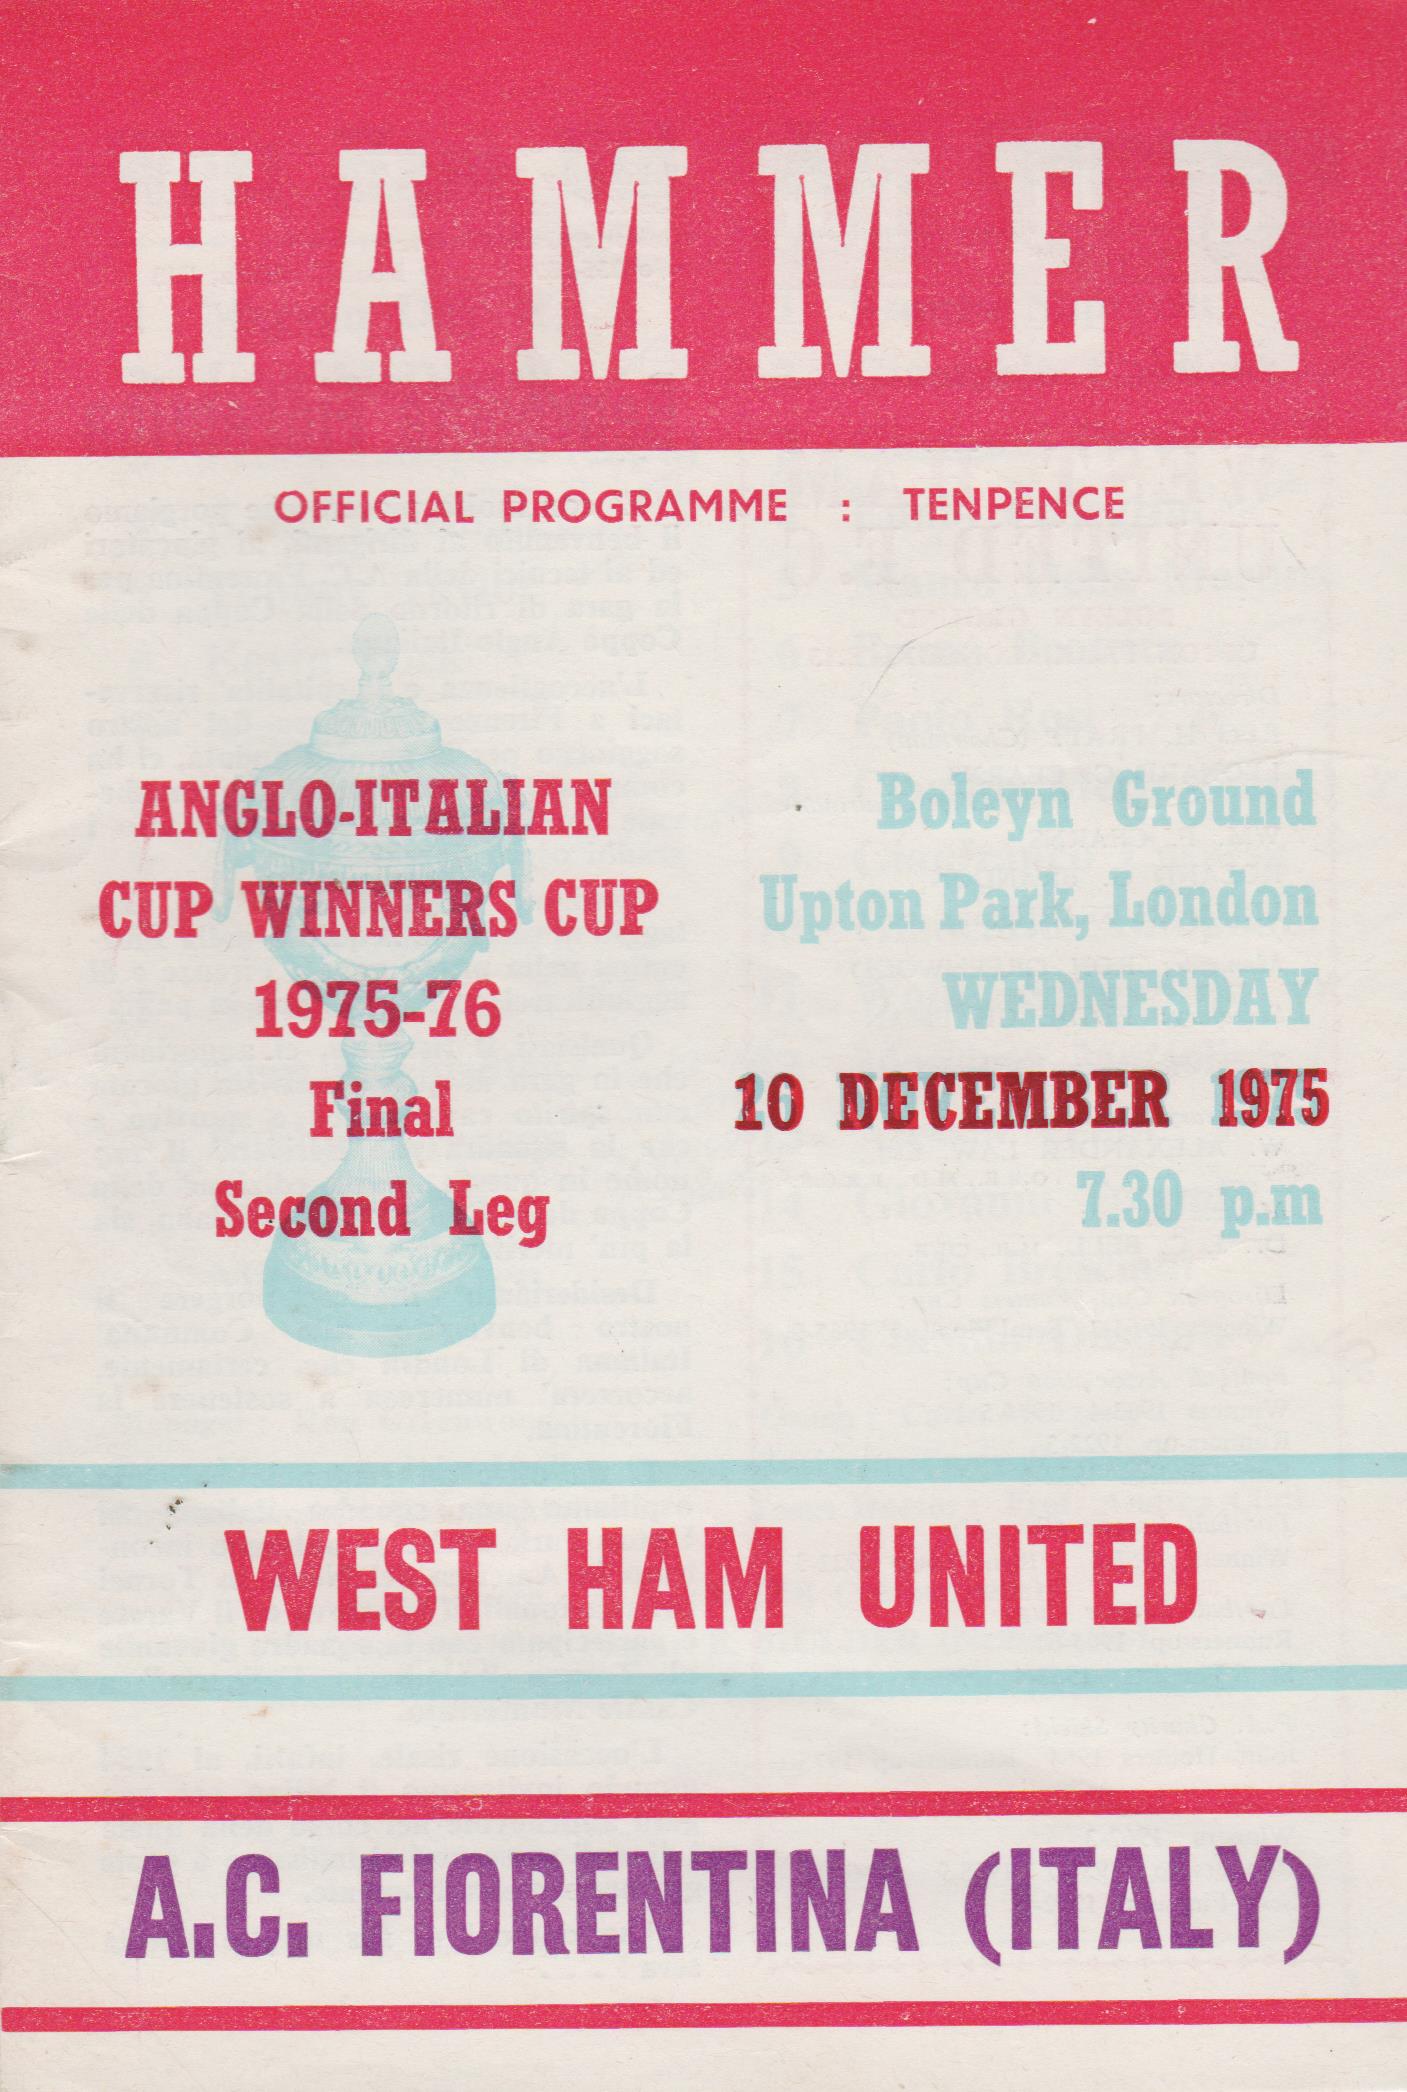 HAMMER
OFFICIAL PROGRAMME : TENPENCE
ANGLO-ITALIAN
CUP WINNERS CUP
1975-76
Final
Second Leg
Boleyn Ground
Upton Park, London
WEDNESDAY
10 DECEMBER 1975
7.30 p.m
WEST HAM UNITED
A.C. FIORENTINA (ITALY)